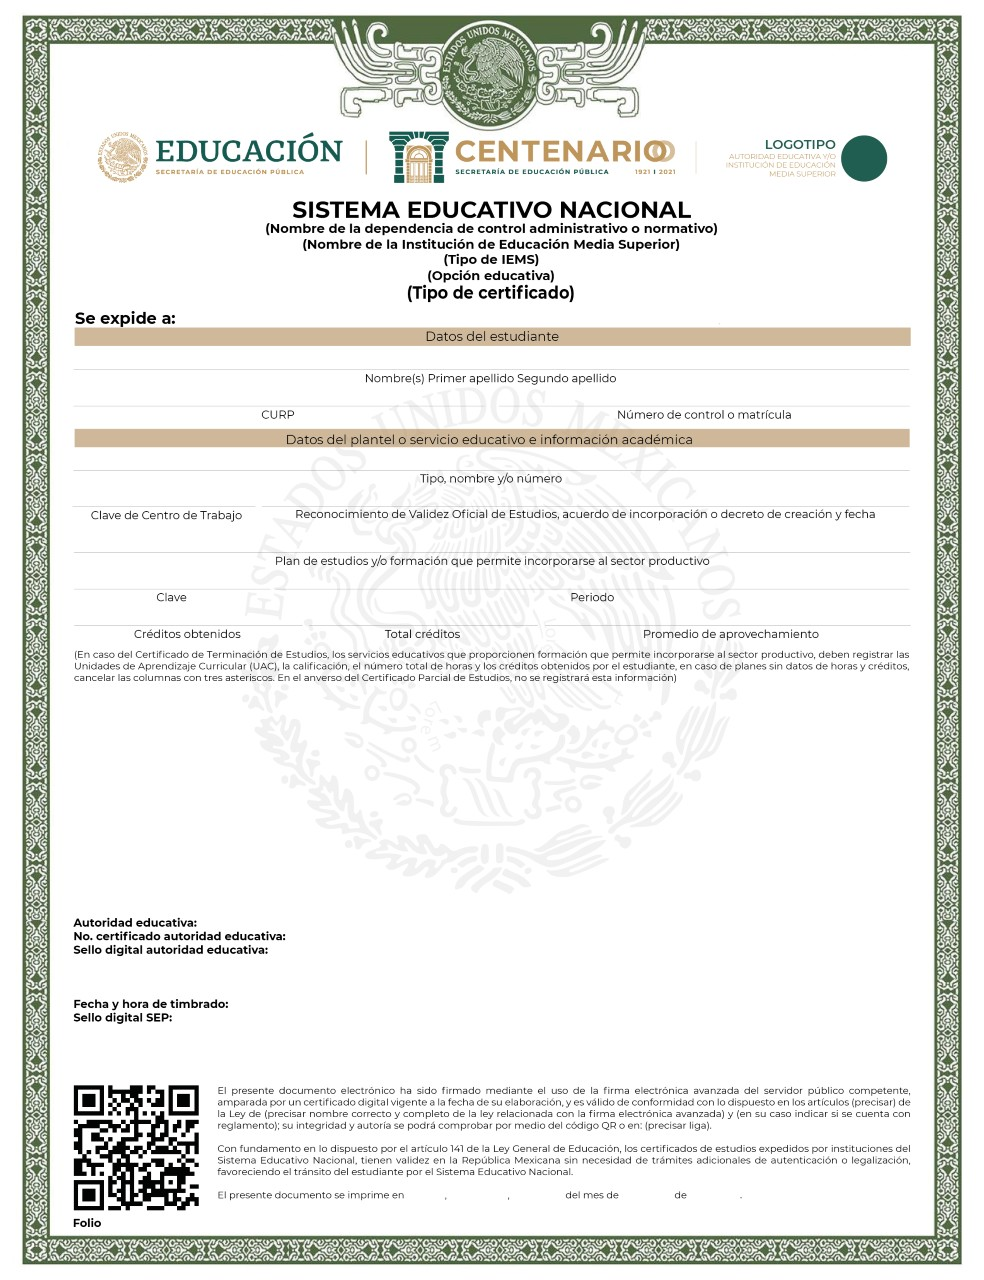 ESTADOS UNIDOS MEXICANOS
EDUCACIÓN
SECRETARÍA DE EDUCACIÓN PÚBLICA
CENTENARIO
SECRETARÍA DE EDUCACIÓN PÚBLICA 1921 | 2021
LOGOTIPO
AUTORIDAD EDUCATIVA Y/O
INSTITUCIÓN DE EDUCACIÓN
MEDIA SUPERIOR
SISTEMA EDUCATIVO NACIONAL
(Nombre de la dependencia de control administrativo o normativo)
(Nombre de la Institución de Educación Media Superior)
(Tipo de IEMS)
(Opción educativa)
(Tipo de certificado)
Se expide a:
Datos del estudiante
Nombre(s) Primer apellido Segundo apellido
CURP Número de control o matrícula
Datos del plantel o servicio educativo e información académica
Tipo, nombre y/o número
Clave de Centro de Trabajo Reconocimiento de Validez Oficial de Estudios, acuerdo de incorporación o decreto de creación y fecha
Plan de estudios y/o formación que permite incorporarse al sector productivo
Clave Periodo
Créditos obtenidos Total créditos Promedio de aprovechamiento
(En caso del Certificado de Terminación de Estudios, los servicios educativos que proporcionen formación que permite incorporarse al sector productivo, deben registrar las
Unidades de Aprendizaje Curricular (UAC), la calificación, el número total de horas y los créditos obtenidos por el estudiante, en caso de planes sin datos de horas y créditos,
cancelar las columnas con tres asteriscos. En el anverso del Certificado Parcial de Estudios, no se registrará esta información)
ESTADOS UNIDOS MEXICANOS
Autoridad educativa:
No. certificado autoridad educativa:
Sello digital autoridad educativa:
Fecha y hora de timbrado:
Sello digital SEP:
El presente documento electrónico ha sido firmado mediante el uso de la firma electrónica avanzada del servidor público competente,
amparada por un certificado digital vigente a la fecha de su elaboración, y es válido de conformidad con lo dispuesto en los artículos (precisar) de
la Ley de (precisar nombre correcto y completo de la ley relacionada con la firma electrónica avanzada) y (en su caso indicar si se cuenta con
reglamento); su integridad y autoría se podrá comprobar por medio del código QR o en: (precisar liga).
Con fundamento en lo dispuesto por el artículo 141 de la Ley General de Educación, los certificados de estudios expedidos por instituciones del
Sistema Educativo Nacional, tienen validez en la República Mexicana sin necesidad de trámites adicionales de autenticación o legalización,
favoreciendo el tránsito del estudiante por el Sistema Educativo Nacional.
El presente documento se imprime en , , del mes de de .
Folio